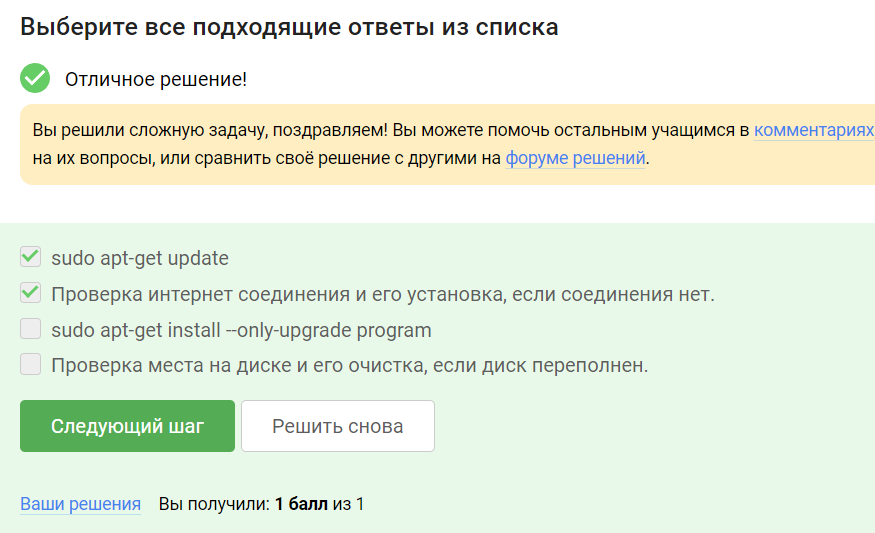 Выберите все подходящие ответы из списка
Отличное решение!
Вы решили сложную задачу, поздравляем! Вы можете помочь остальным учащимся в комментариях
на их вопросы, или сравнить своё решение с другими на форуме решений.
sudo apt-get update
Проверка интернет соединения и его установка, если соединения нет.
sudo apt-get install --only-upgrade program
Проверка места на диске и его очистка, если диск переполнен.
Следующий шаг Решить снова
Ваши решения Вы получили: 1 балл из 1